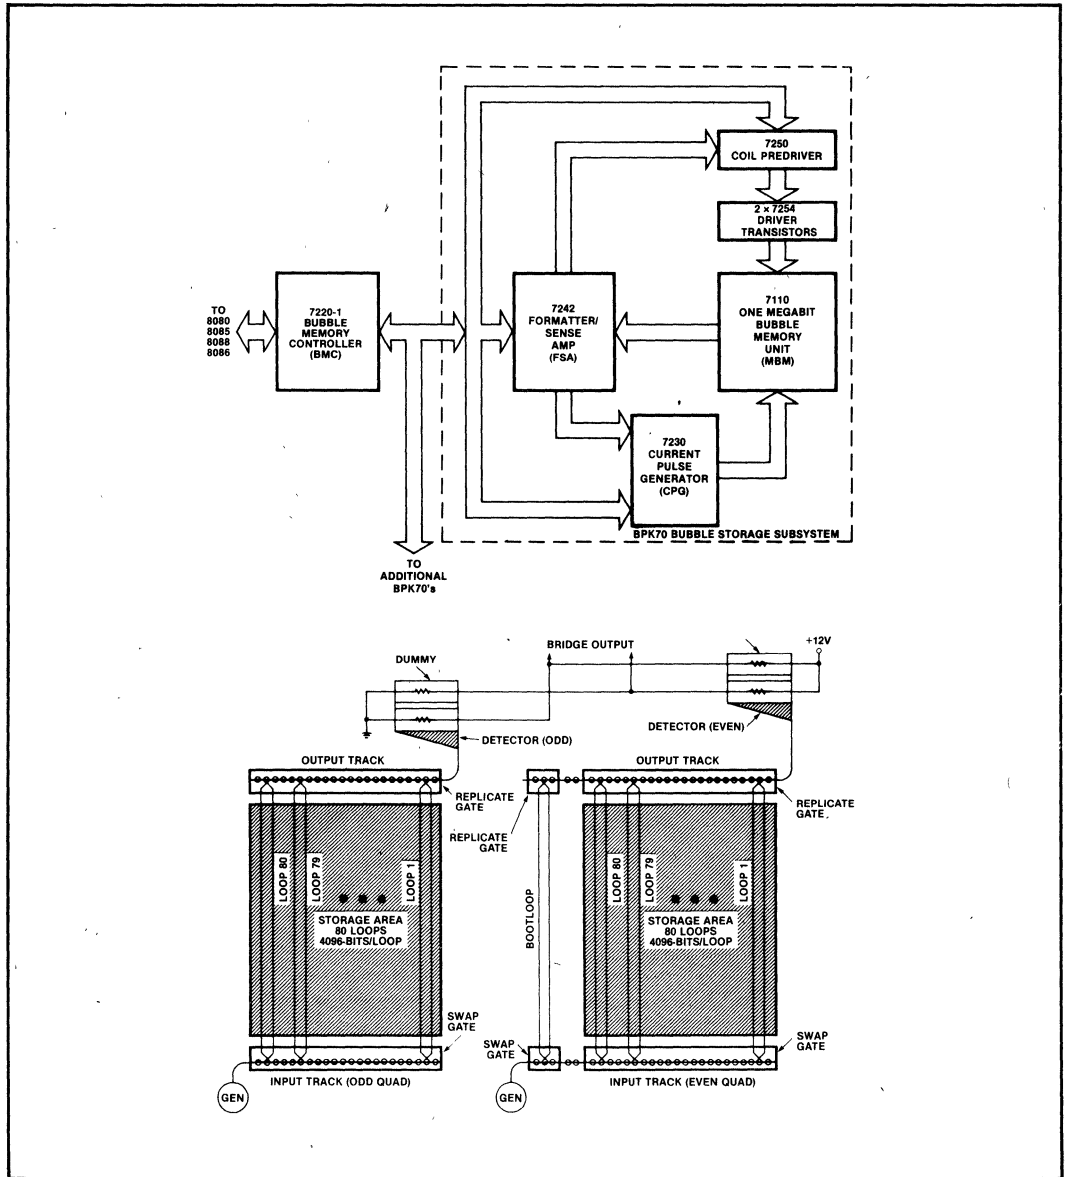 7250
COIL PREDRIVER
2 × 7254
DRIVER
TRANSISTORS
TO
8080
8085
8088
8086
7220-1
BUBBLE
MEMORY
CONTROLLER
(BMC)
7242
FORMATTER/
SENSE
AMP
(FSA)
7110
ONE MEGABIT
BUBBLE
MEMORY
UNIT
(MBM)
7230
CURRENT
PULSE
GENERATOR
(CPG)
BPK70 BUBBLE STORAGE SUBSYSTEM
TO
ADDITIONAL
BPK70's
BRIDGE OUTPUT
+12V
DUMMY
DETECTOR (ODD)
DETECTOR (EVEN)
OUTPUT TRACK
OUTPUT TRACK
REPLICATE
GATE
REPLICATE
GATE
REPLICATE
GATE
LOOP 80
LOOP 79
LOOP 1
STORAGE AREA
80 LOOPS
4096-BITS/LOOP
BOOTLOOP
LOOP 80
LOOP 79
LOOP 1
STORAGE AREA
80 LOOPS
4096-BITS/LOOP
SWAP
GATE
SWAP
GATE
SWAP
GATE
INPUT TRACK (ODD QUAD)
INPUT TRACK (EVEN QUAD)
GEN
GEN